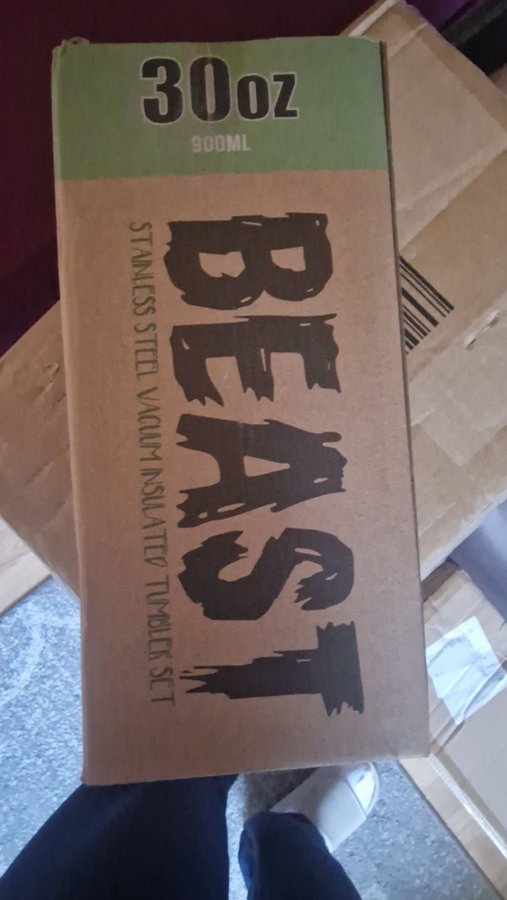 30oz
900ML
BEAST
STAINLESS STEEL VACUUM INSULATED TUMBLER SET